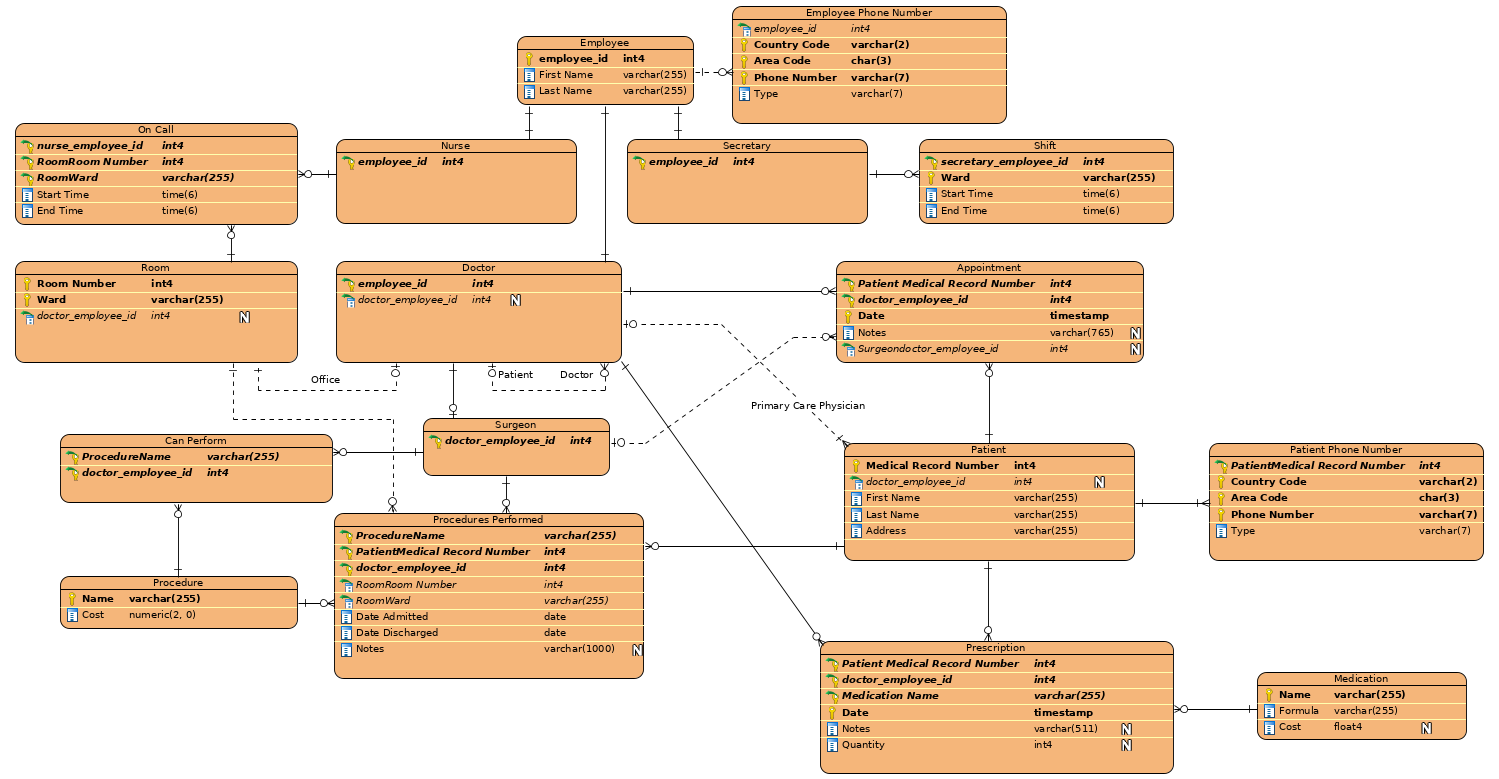 Employee Phone Number
employee_id int4
Country Code varchar(2)
Area Code char(3)
Phone Number varchar(7)
Type varchar(7)
Employee
employee_id int4
First Name varchar(255)
Last Name varchar(255)
On Call
nurse_employee_id int4
RoomRoom Number int4
RoomWard varchar(255)
Start Time time(6)
End Time time(6)
Nurse
employee_id int4
Secretary
employee_id int4
Shift
secretary_employee_id int4
Ward varchar(255)
Start Time time(6)
End Time time(6)
Room
Room Number int4
Ward varchar(255)
doctor_employee_id int4 N
Doctor
employee_id int4
doctor_employee_id int4 N
Appointment
Patient Medical Record Number int4
doctor_employee_id int4
Date timestamp
Notes varchar(765) N
Surgeondoctor_employee_id int4 N
Office
Patient
Doctor
Primary Care Physician
Surgeon
doctor_employee_id int4
Can Perform
ProcedureName varchar(255)
doctor_employee_id int4
Patient
Medical Record Number int4
doctor_employee_id int4 N
First Name varchar(255)
Last Name varchar(255)
Address varchar(255)
Patient Phone Number
PatientMedical Record Number int4
Country Code varchar(2)
Area Code char(3)
Phone Number varchar(7)
Type varchar(7)
Procedures Performed
ProcedureName varchar(255)
PatientMedical Record Number int4
doctor_employee_id int4
RoomRoom Number int4
RoomWard varchar(255)
Date Admitted date
Date Discharged date
Notes varchar(1000) N
Procedure
Name varchar(255)
Cost numeric(2, 0)
Prescription
Patient Medical Record Number int4
doctor_employee_id int4
Medication Name varchar(255)
Date timestamp
Notes varchar(511) N
Quantity int4 N
Medication
Name varchar(255)
Formula varchar(255)
Cost float4 N